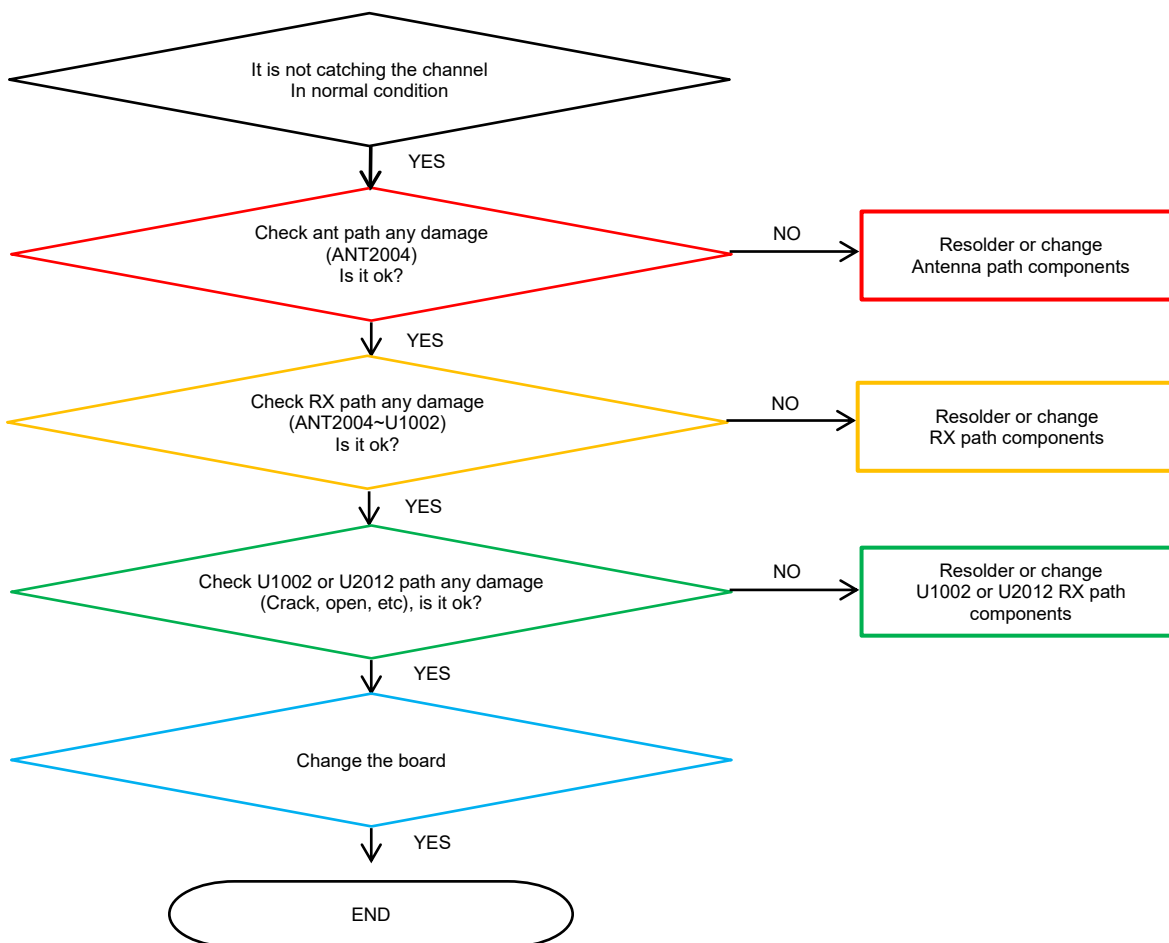 It is not catching the channel
In normal condition
YES
Check ant path any damage
(ANT2004)
Is it ok?
NO
Resolder or change
Antenna path components
YES
Check RX path any damage
(ANT2004~U1002)
Is it ok?
NO
Resolder or change
RX path components
YES
Check U1002 or U2012 path any damage
(Crack, open, etc), is it ok?
NO
Resolder or change
U1002 or U2012 RX path
components
YES
Change the board
YES
END